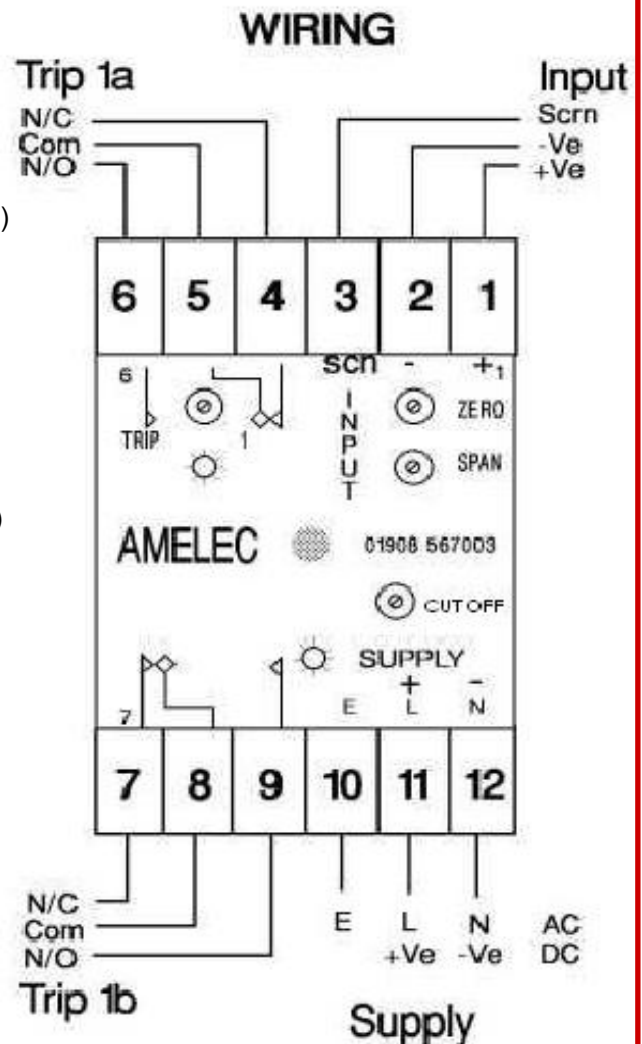 WIRING
Trip 1a
Input
N/C
Com
N/O
Scrn
-Ve
+Ve
)
6 5 4 3 2 1
scn - +1
6
TRIP 1
INPUT
ZERO
SPAN
AMELEC 01908 567003
)
CUT OFF
SUPPLY
+ -
E L N
7
7 8 9 10 11 12
N/C
Com
N/O
E L N AC
+Ve -Ve DC
Trip 1b
Supply